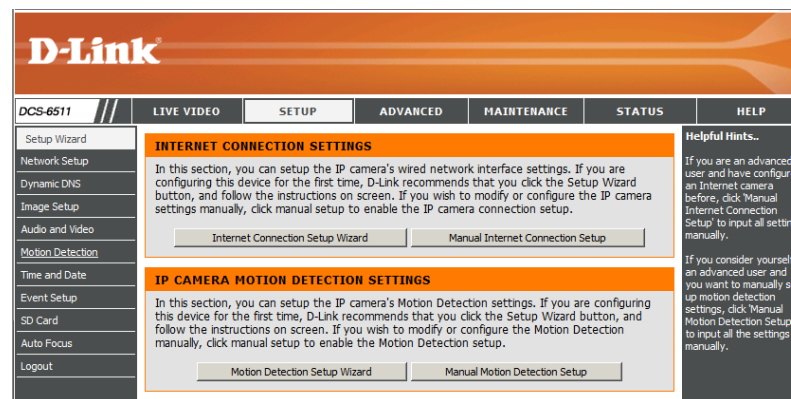 D-Link
DCS-6511
LIVE VIDEO
SETUP
ADVANCED
MAINTENANCE
STATUS
HELP
Setup Wizard
Network Setup
Dynamic DNS
Image Setup
Audio and Video
Motion Detection
Time and Date
Event Setup
SD Card
Auto Focus
Logout
INTERNET CONNECTION SETTINGS
In this section, you can setup the IP camera's wired network interface settings. If you are
configuring this device for the first time, D-Link recommends that you click the Setup Wizard
button, and follow the instructions on screen. If you wish to modify or configure the IP camera
settings manually, click manual setup to enable the IP camera connection setup.
Internet Connection Setup Wizard
Manual Internet Connection Setup
IP CAMERA MOTION DETECTION SETTINGS
In this section, you can setup the IP camera's Motion Detection settings. If you are configuring
this device for the first time, D-Link recommends that you click the Setup Wizard button, and
follow the instructions on screen. If you wish to modify or configure the Motion Detection
manually, click manual setup to enable the Motion Detection setup.
Motion Detection Setup Wizard
Manual Motion Detection Setup
Helpful Hints..
If you are an advanced
user and have configur
an Internet camera
before, click 'Manual
Internet Connection
Setup' to input all settin
manually.
If you consider yourself
an advanced user and
you want to manually s
up motion detection
settings, click 'Manual
Motion Detection Setup
to input all the settings
manually.